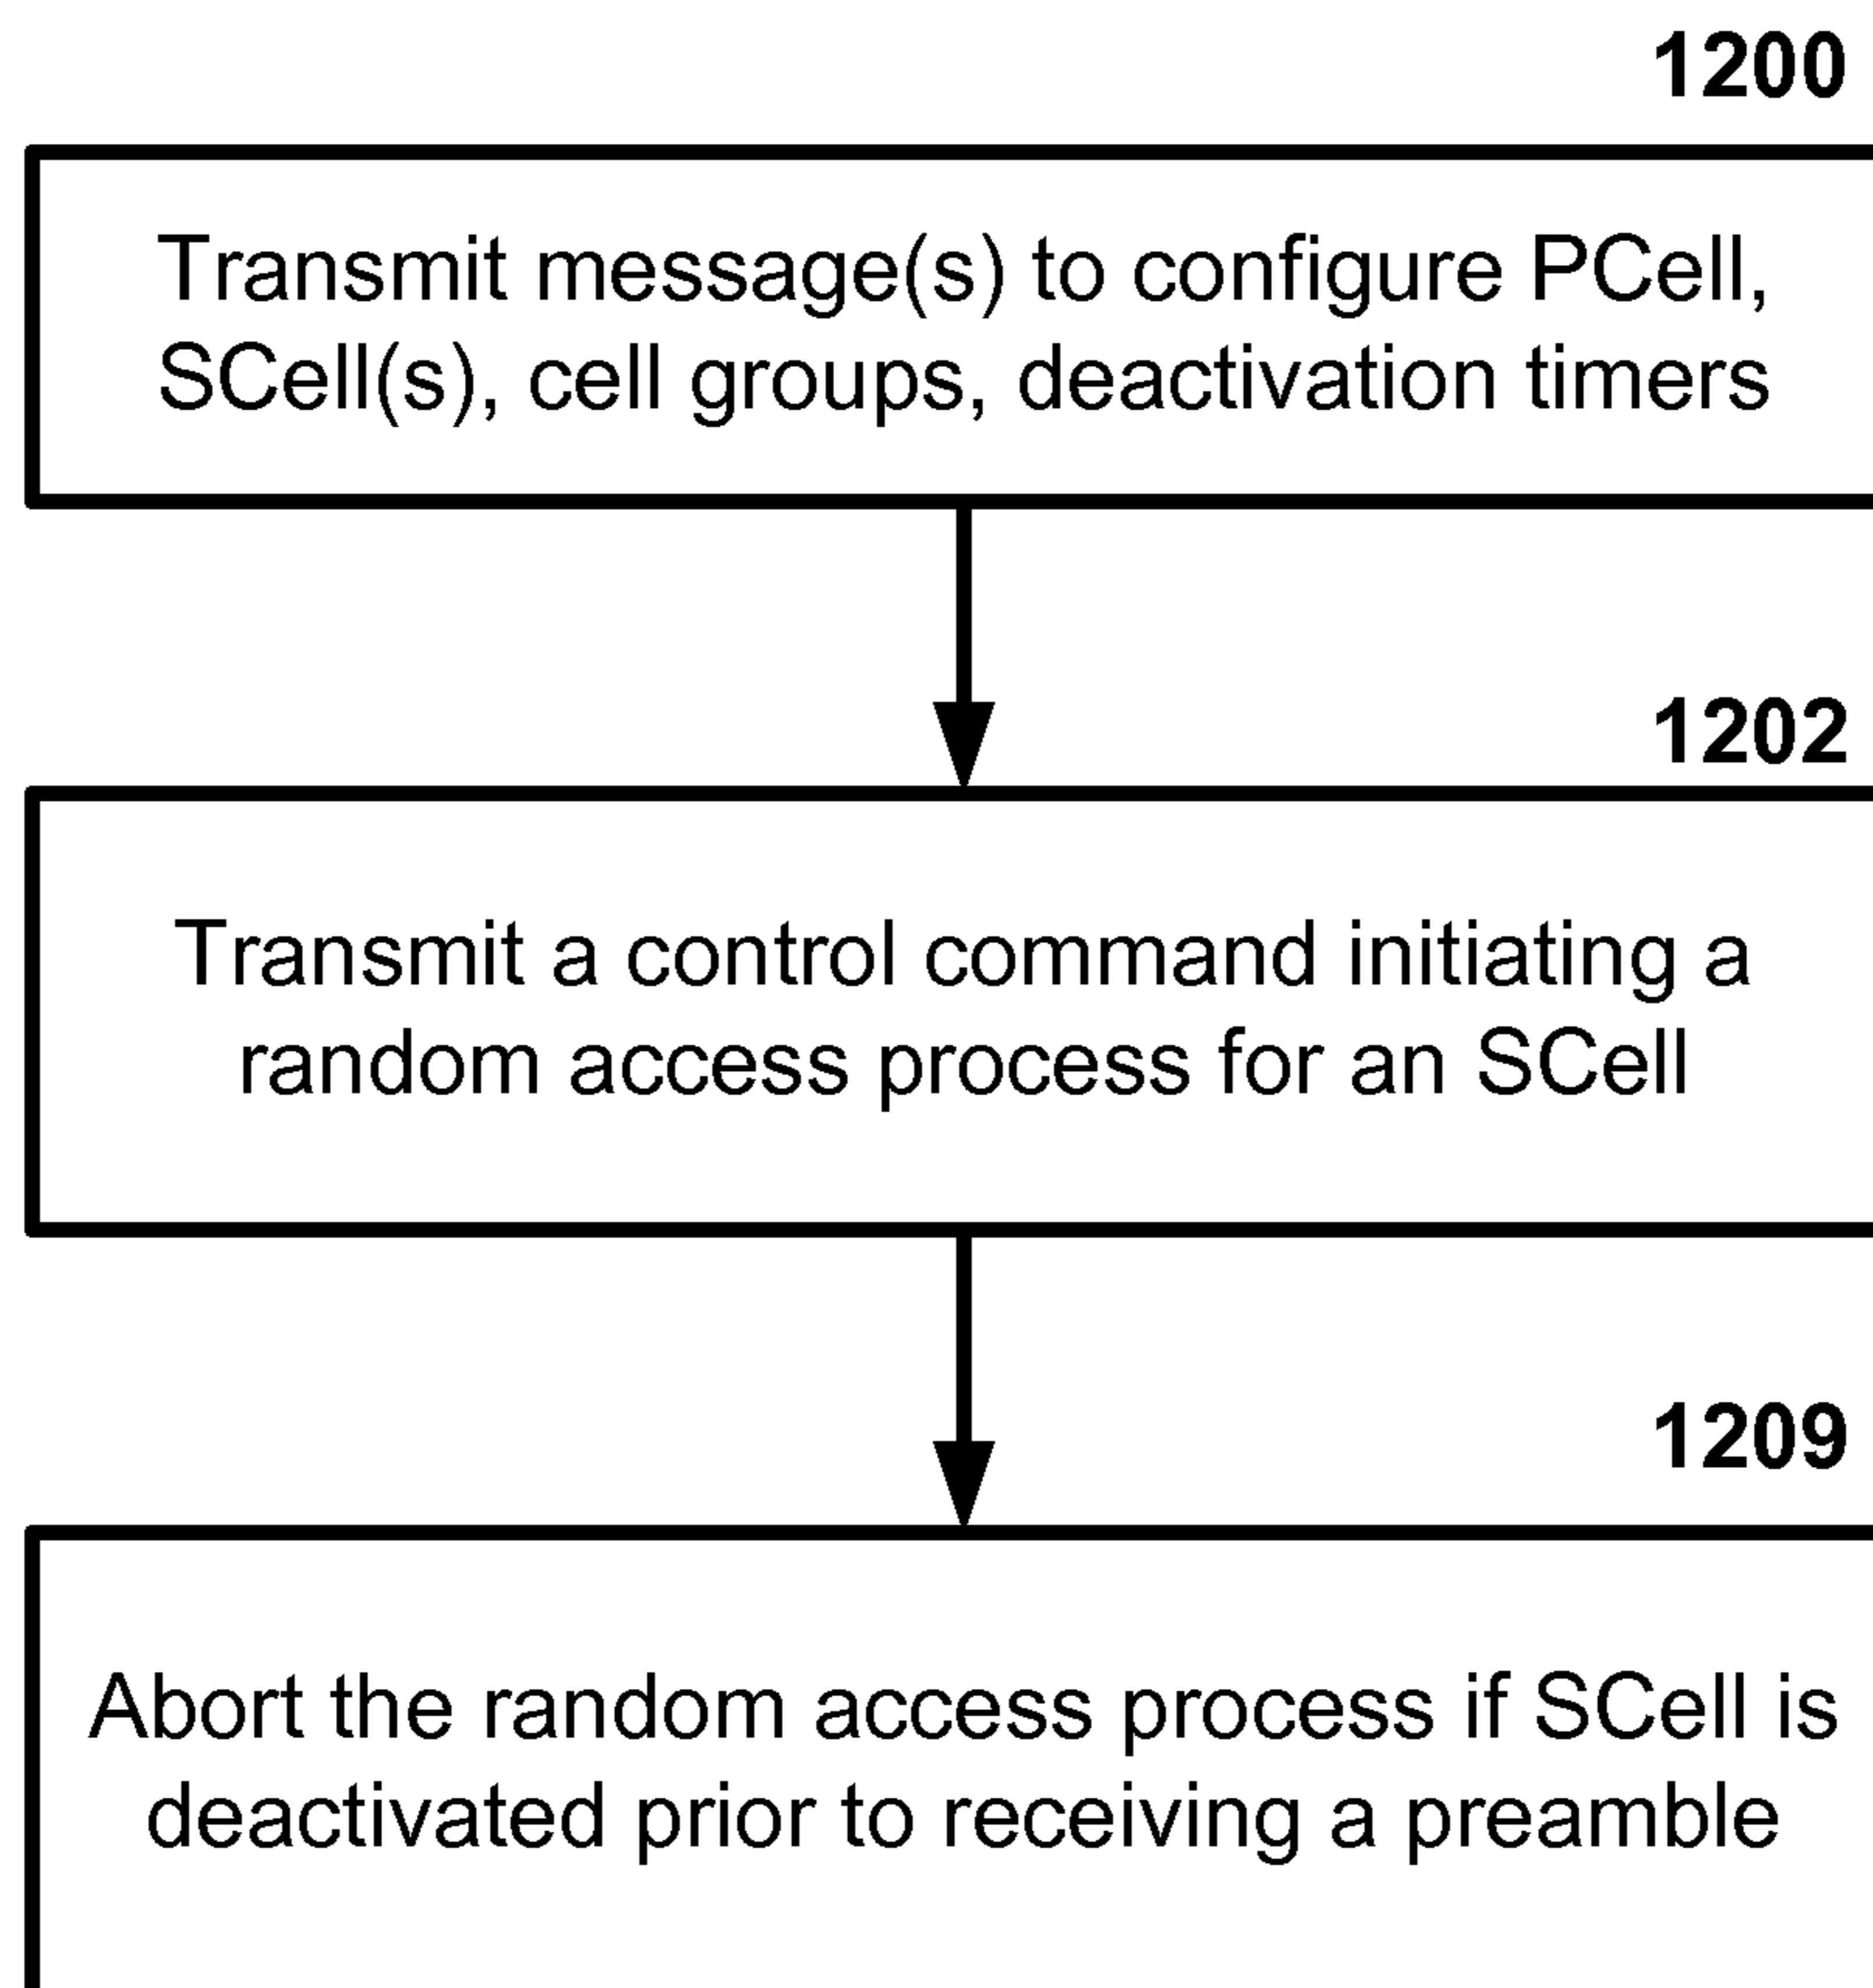 1200
Transmit message(s) to configure PCell,
SCell(s), cell groups, deactivation timers
1202
Transmit a control command initiating a
random access process for an SCell
1209
Abort the random access process if SCell is
deactivated prior to receiving a preamble